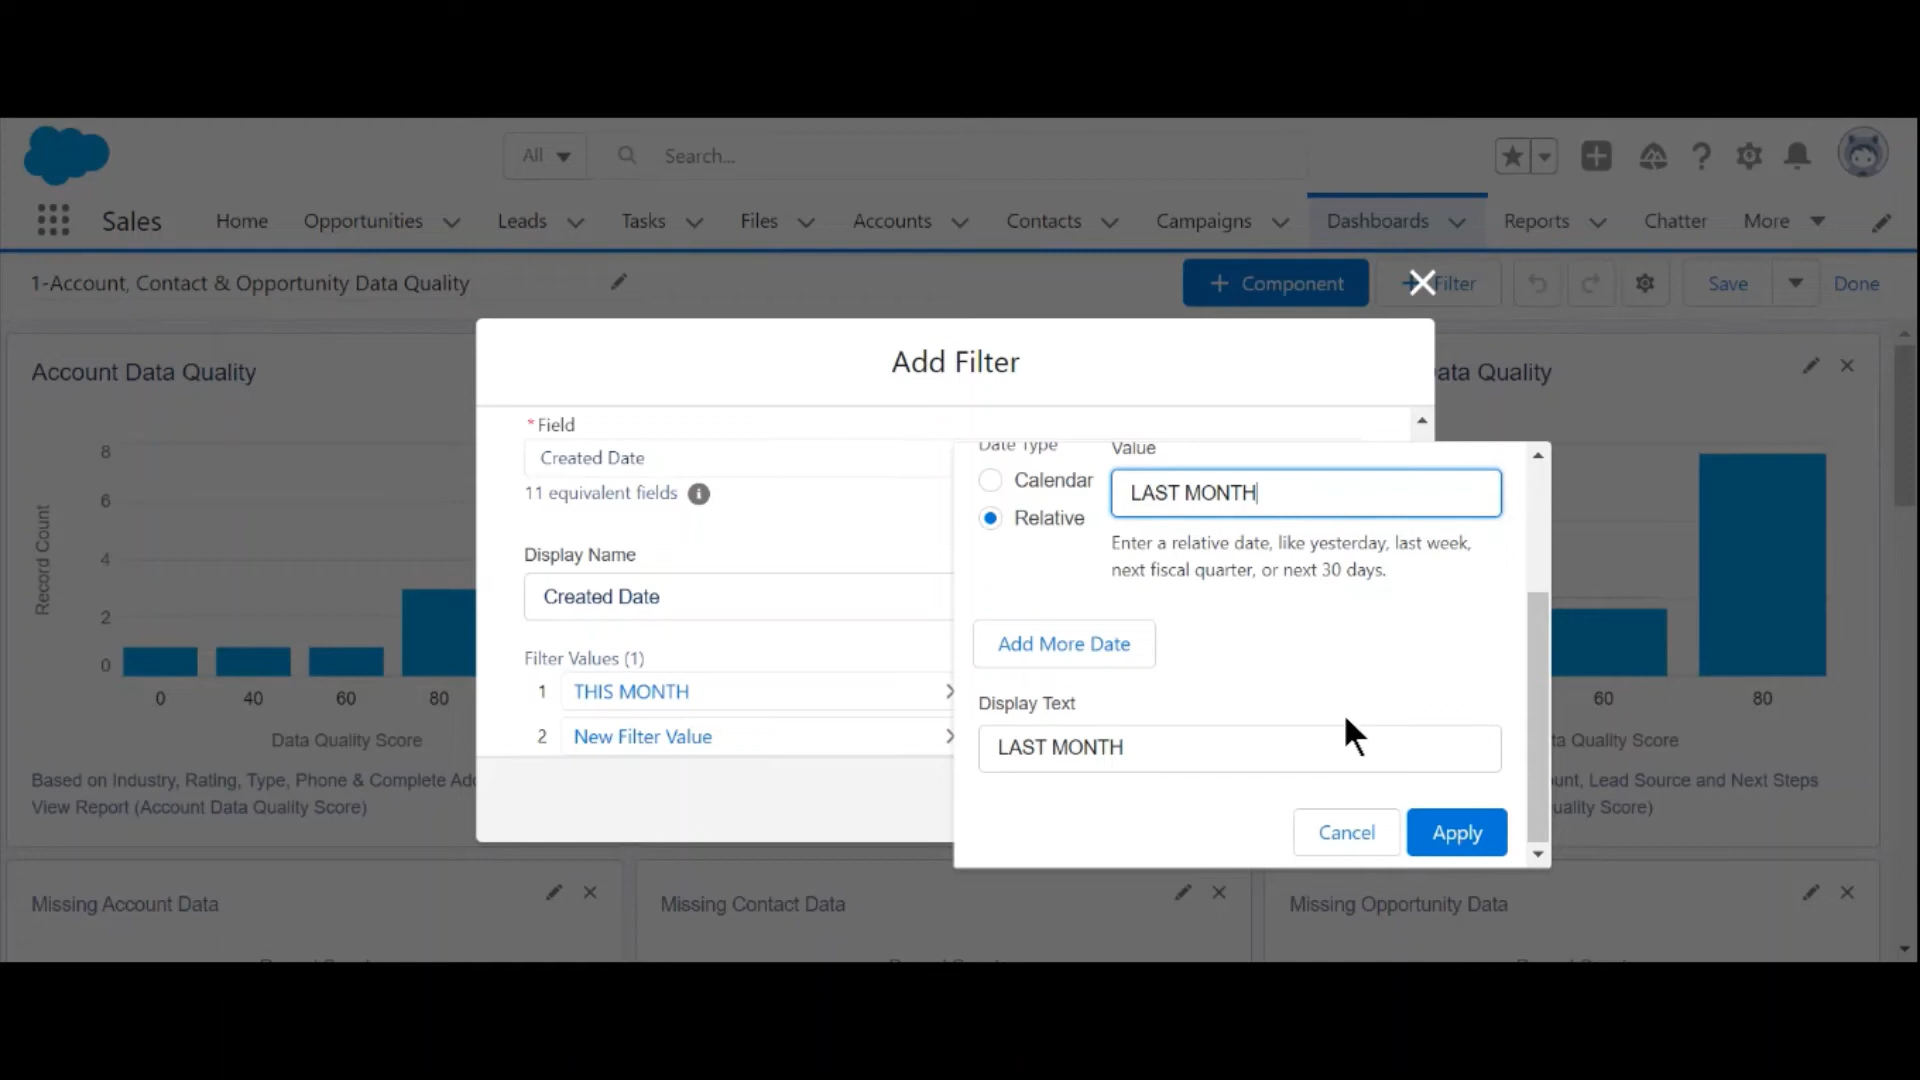 All
Search...
Sales
Home
Opportunities
Leads
Tasks
Files
Accounts
Contacts
Campaigns
Dashboards
Reports
Chatter
More
1-Account, Contact & Opportunity Data Quality
+ Component
Filter
Save
Done
Add Filter
Account Data Quality
ata Quality
*Field
Created Date
11 equivalent fields
Display Name
Created Date
Filter Values (1)
1 THIS MONTH
2 New Filter Value
Date Type
Calendar
Relative
Value
LAST MONTH
Enter a relative date, like yesterday, last week,
next fiscal quarter, or next 30 days.
Add More Date
Display Text
LAST MONTH
Cancel
Apply
Record Count
8
6
4
2
0
0 40 60 80
Data Quality Score
Based on Industry, Rating, Type, Phone & Complete Add
View Report (Account Data Quality Score)
60 80
ta Quality Score
unt, Lead Source and Next Steps
uality Score)
Missing Account Data
Missing Contact Data
Missing Opportunity Data